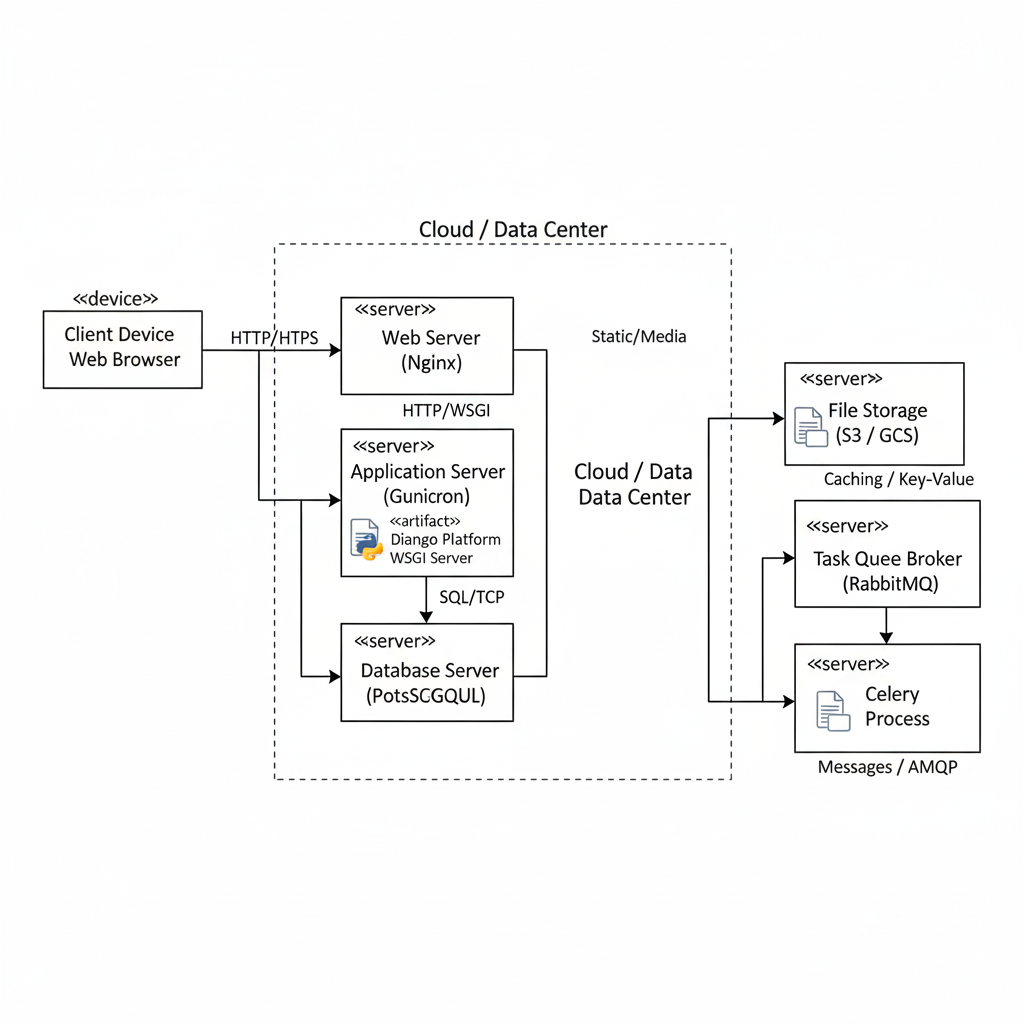 Cloud / Data Center
«device»
Client Device
Web Browser
HTTP/HTPS
«server»
Web Server
(Nginx)
HTTP/WSGI
«server»
Application Server
(Gunicron)
«artifact»
Django Platform
WSGI Server
SQL/TCP
«server»
Database Server
(PotsSCGQUL)
Static/Media
Cloud / Data
Data Center
«server»
File Storage
(S3 / GCS)
Caching / Key-Value
«server»
Task Quee Broker
(RabbitMQ)
«server»
Celery
Process
Messages / AMQP